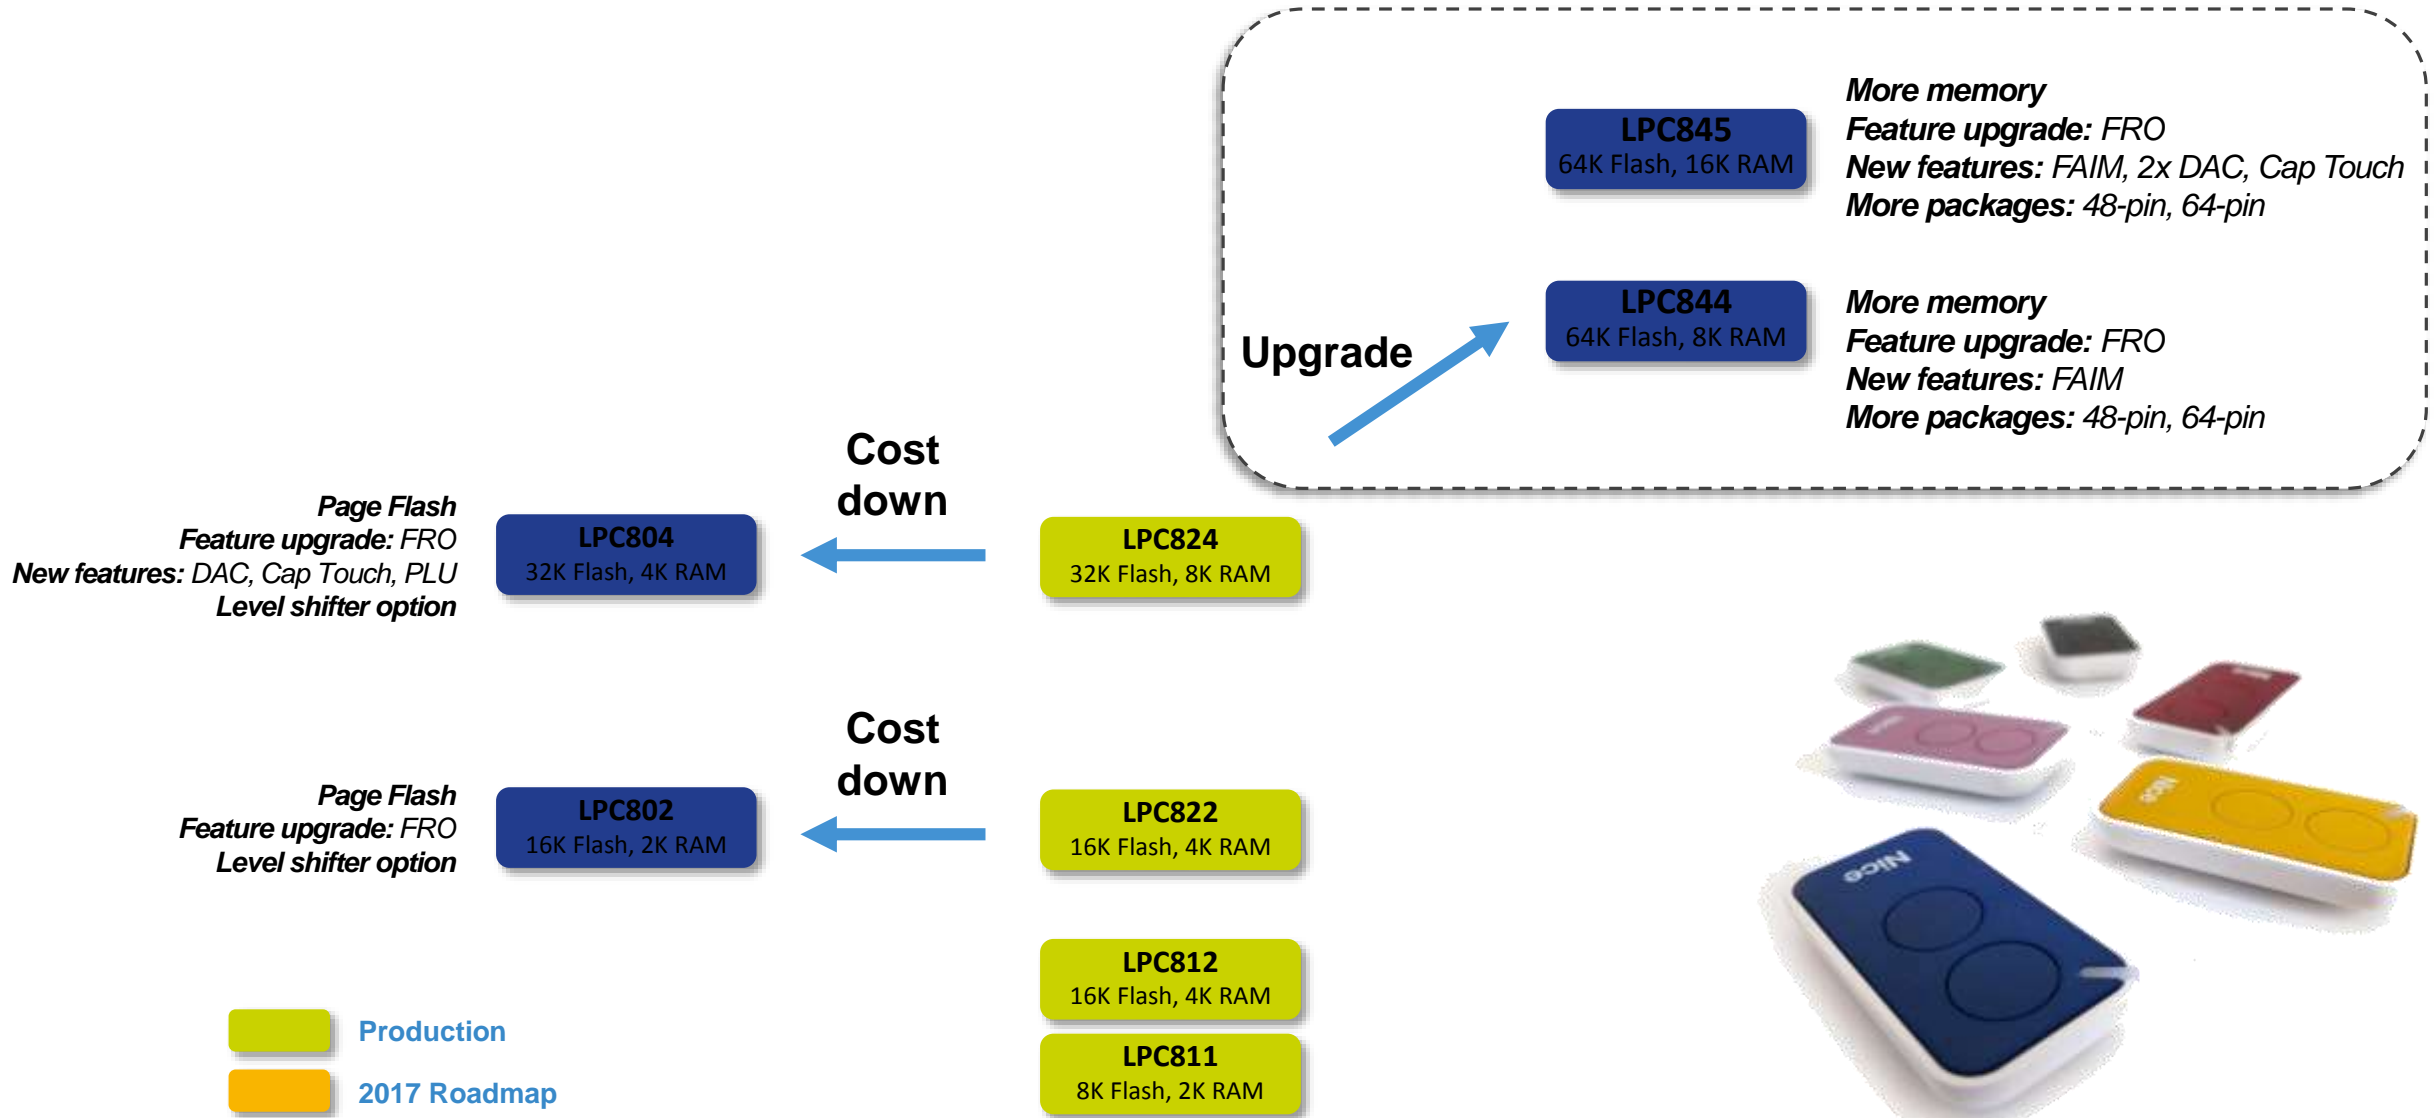 LPC845
64K Flash, 16K RAM
More memory
Feature upgrade: FRO
New features: FAIM, 2x DAC, Cap Touch
More packages: 48-pin, 64-pin
Upgrade
LPC844
64K Flash, 8K RAM
More memory
Feature upgrade: FRO
New features: FAIM
More packages: 48-pin, 64-pin
Page Flash
Feature upgrade: FRO
New features: DAC, Cap Touch, PLU
Level shifter option
LPC804
32K Flash, 4K RAM
Cost
down
LPC824
32K Flash, 8K RAM
Page Flash
Feature upgrade: FRO
Level shifter option
LPC802
16K Flash, 2K RAM
Cost
down
LPC822
16K Flash, 4K RAM
LPC812
16K Flash, 4K RAM
LPC811
8K Flash, 2K RAM
Production
2017 Roadmap
Nice
Nice
Nice